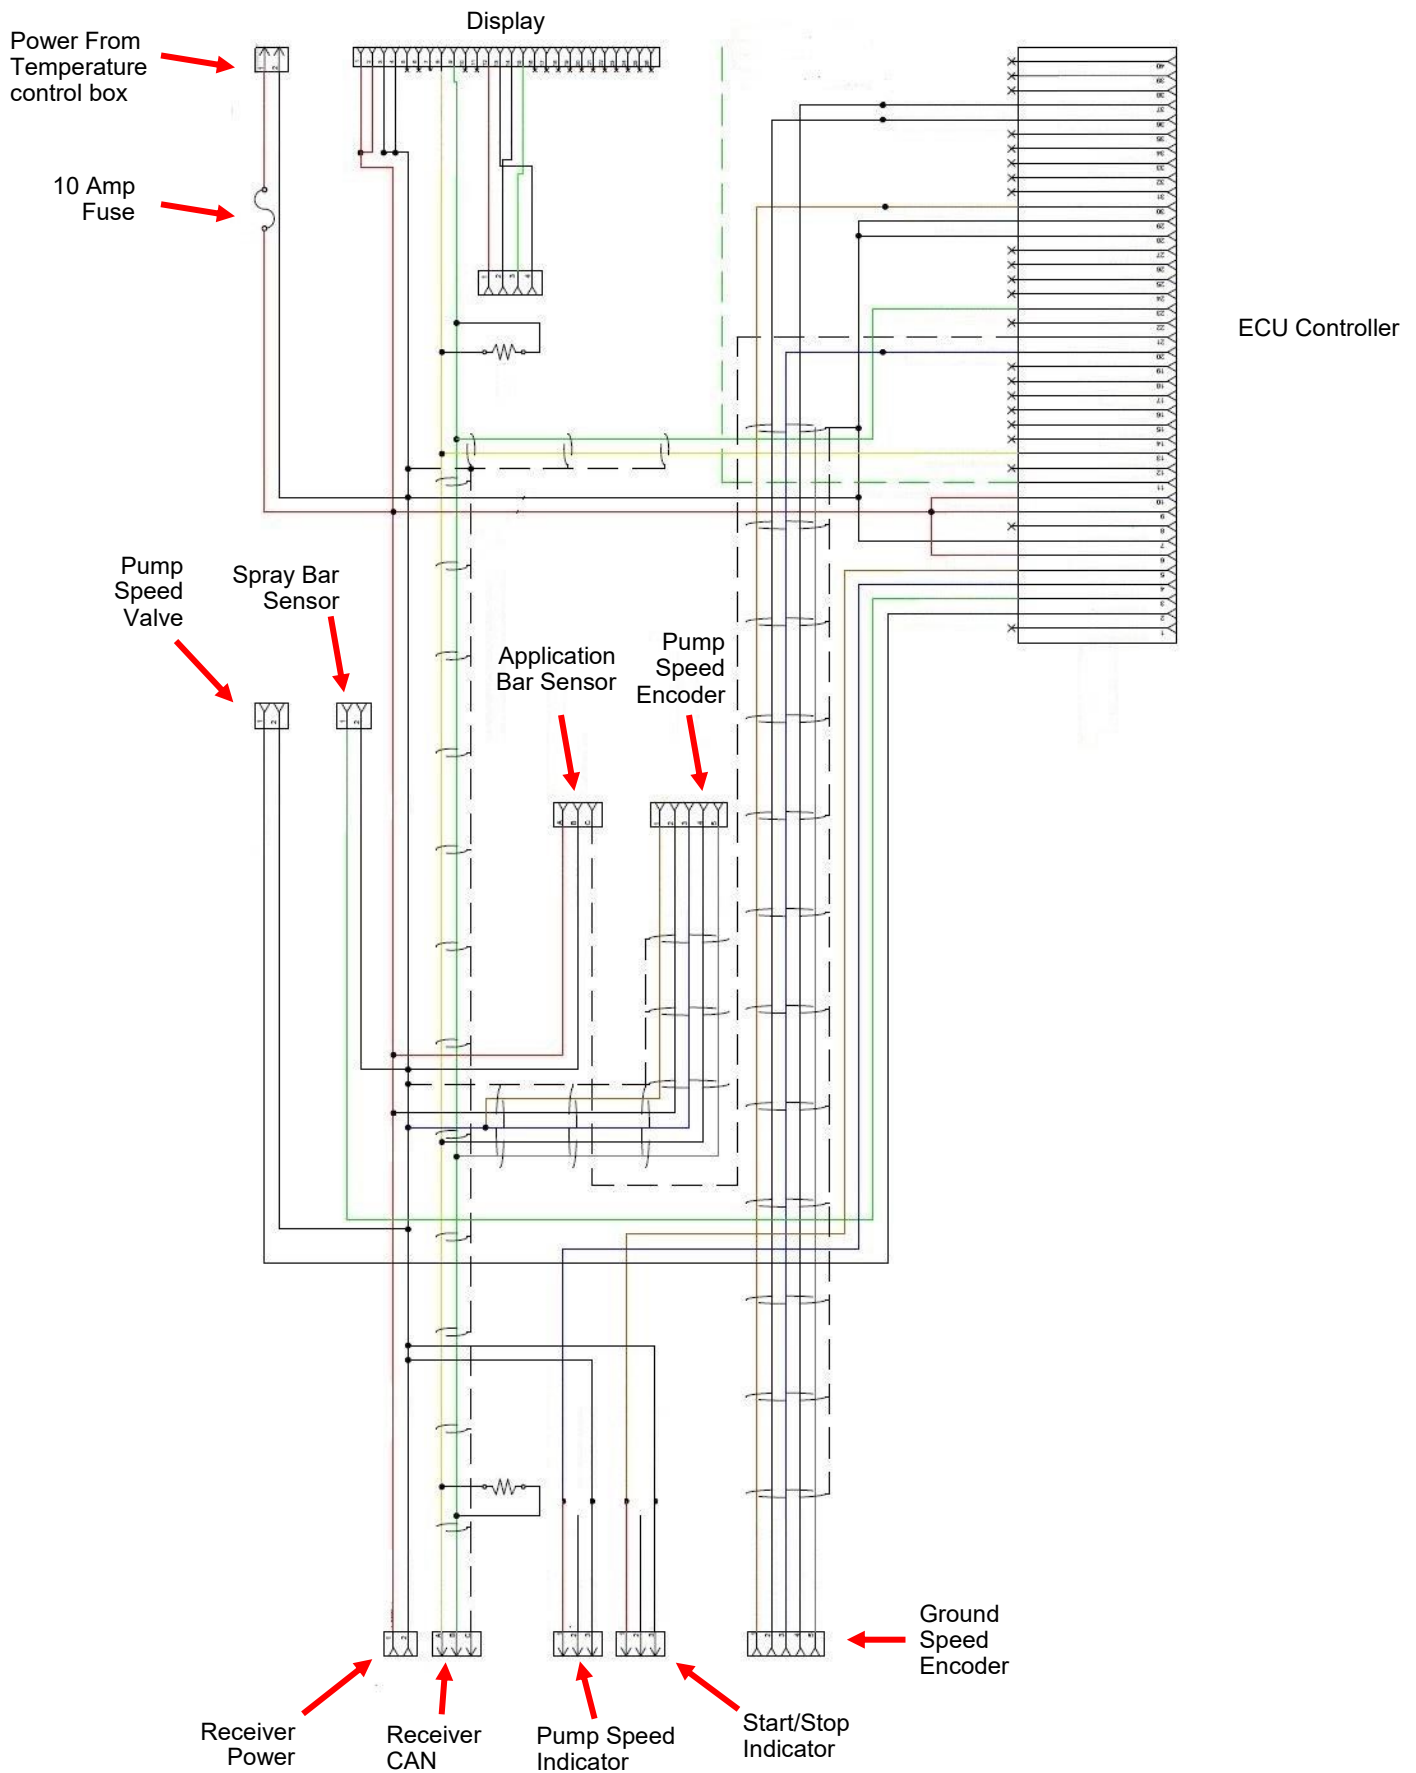 Display
Power From
Temperature
control box
10 Amp
Fuse
ECU Controller
Pump
Speed
Valve
Spray Bar
Sensor
Application
Bar Sensor
Pump
Speed
Encoder
Ground
Speed
Encoder
Receiver
Power
Receiver
CAN
Pump Speed
Indicator
Start/Stop
Indicator